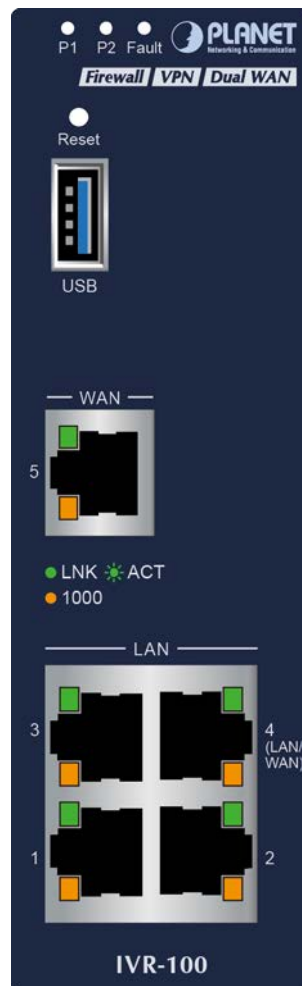 PLANET
Networking & Communication
P1 P2 Fault
Firewall VPN Dual WAN
Reset
USB
WAN
5
LNK ACT
1000
LAN
3
4
(LAN/
WAN)
1
2
IVR-100